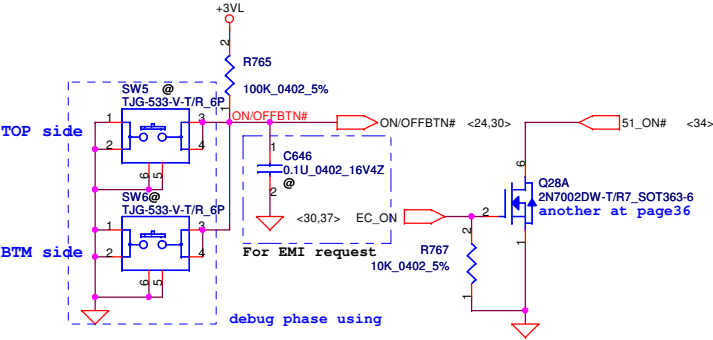 +3VL
2
R765
100K_0402_5%
1
SW5 @
TJG-533-V-T/R_6P
1
3
2
4
6
5
TOP side
ON/OFFBTN#
ON/OFFBTN# <24,30>
51_ON# <34>
1
C646
0.1U_0402_16V4Z
@
2
6
Q28A
2N7002DW-T/R7_SOT363-6
another at page36
2
1
SW6@
TJG-533-V-T/R_6P
1
3
2
4
6
5
BTM side
<30,37> EC_ON
2
R767
10K_0402_5%
1
For EMI request
debug phase using